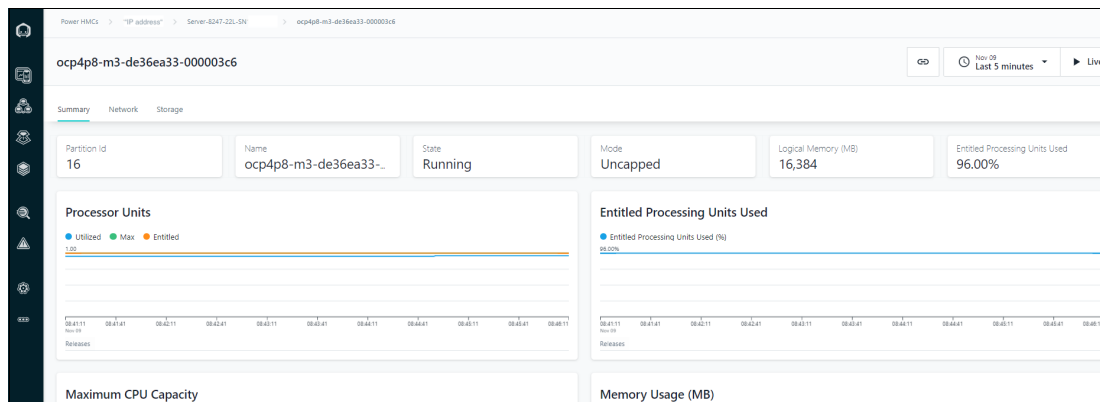 Power HMCs > "IP address" > Server-8247-22L-SN > ocp4p8-m3-de36ea33-000003c6
ocp4p8-m3-de36ea33-000003c6
Nov 09
Last 5 minutes
Live
Summary Network Storage
Partition Id
16
Name
ocp4p8-m3-de36ea33-...
State
Running
Mode
Uncapped
Logical Memory (MB)
16,384
Entitled Processing Units Used
96.00%
Processor Units
Utilized Max Entitled
1.00
08:41:11 08:41:41 08:42:11 08:42:41 08:43:11 08:43:41 08:44:11 08:44:41 08:45:11 08:45:41 08:46:11
Nov 09
Releases
Entitled Processing Units Used
Entitled Processing Units Used (%)
96.00%
08:41:11 08:41:41 08:42:11 08:42:41 08:43:11 08:43:41 08:44:11 08:44:41 08:45:11 08:45:41 08:46:1
Nov 09
Releases
Maximum CPU Capacity
Memory Usage (MB)